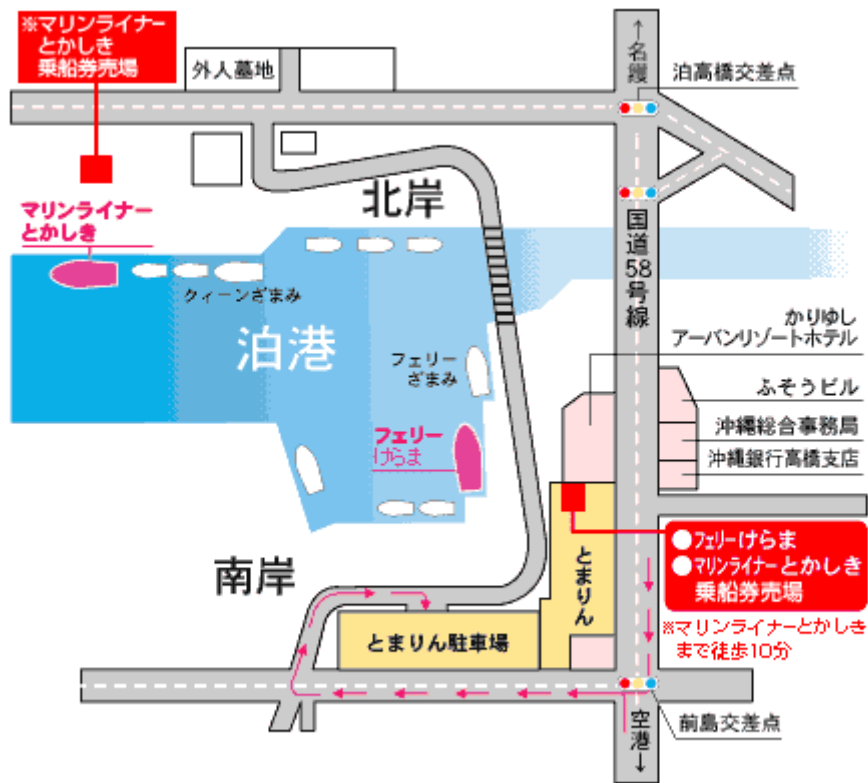 ※マリンライナー
とかしき
乗船券売場
外人墓地
↑名護
泊高橋交差点
北岸
マリンライナー
とかしき
クィーンざまみ
国道58号線
泊港
かりゆし
アーバンリゾートホテル
フェリー
ざまみ
ふそうビル
沖縄総合事務局
フェリー
けらま
沖縄銀行高橋支店
●フェリーけらま
●マリンライナーとかしき
乗船券売場
とまりん
南岸
※マリンライナーとかしき
まで徒歩10分
とまりん駐車場
前島交差点
空港↓